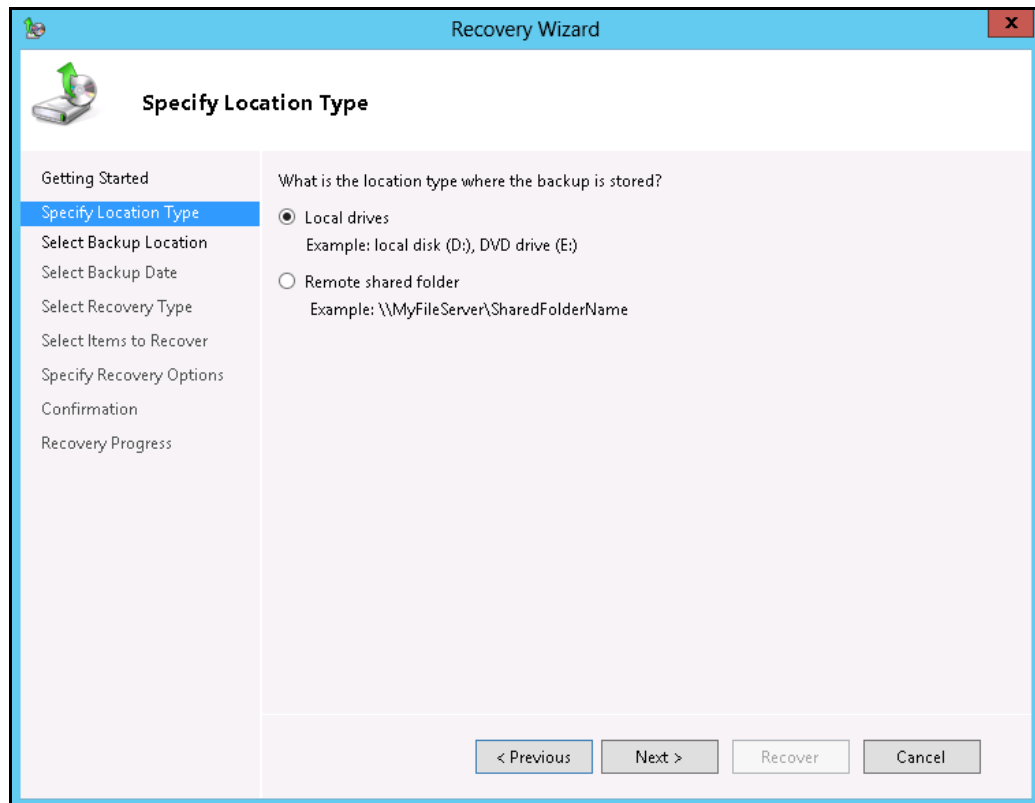 Recovery Wizard
x
Specify Location Type
Getting Started
Specify Location Type
Select Backup Location
Select Backup Date
Select Recovery Type
Select Items to Recover
Specify Recovery Options
Confirmation
Recovery Progress
What is the location type where the backup is stored?
Local drives
Example: local disk (D:), DVD drive (E:)
Remote shared folder
Example: \\MyFileServer\SharedFolderName
< Previous
Next >
Recover
Cancel